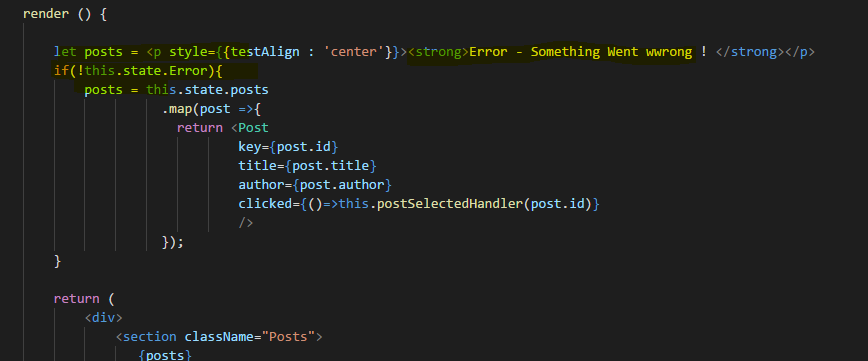 render () {
let posts = <p style={{testAlign : 'center'}}><strong>Error - Something Went wwrong ! </strong></p>
if(!this.state.Error){
posts = this.state.posts
.map(post =>{
return <Post
key={post.id}
title={post.title}
author={post.author}
clicked={()=>this.postSelectedHandler(post.id)}
/>
});
}
return (
<div>
<section className="Posts">
{posts}